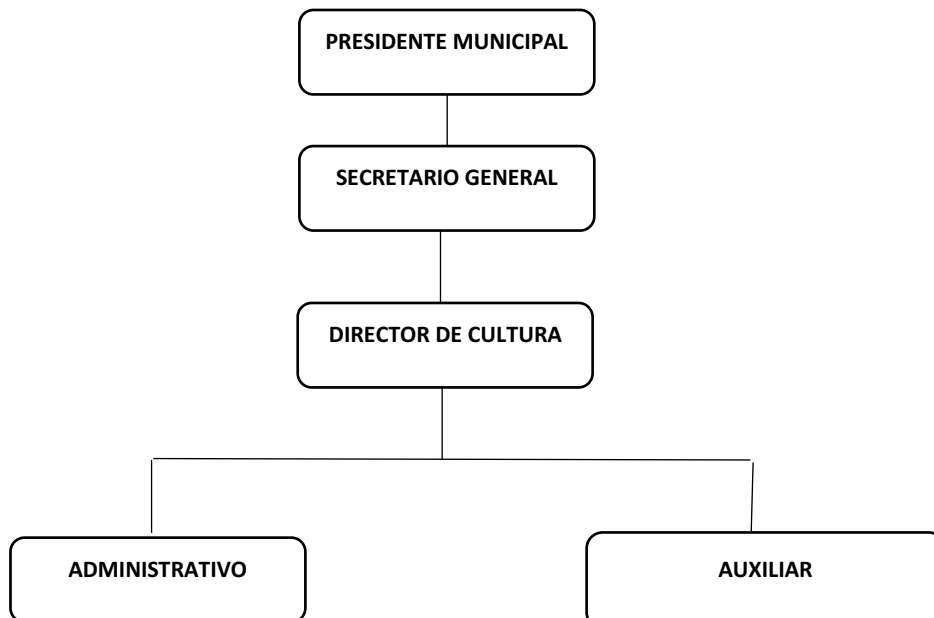 PRESIDENTE MUNICIPAL
SECRETARIO GENERAL
DIRECTOR DE CULTURA
ADMINISTRATIVO
AUXILIAR